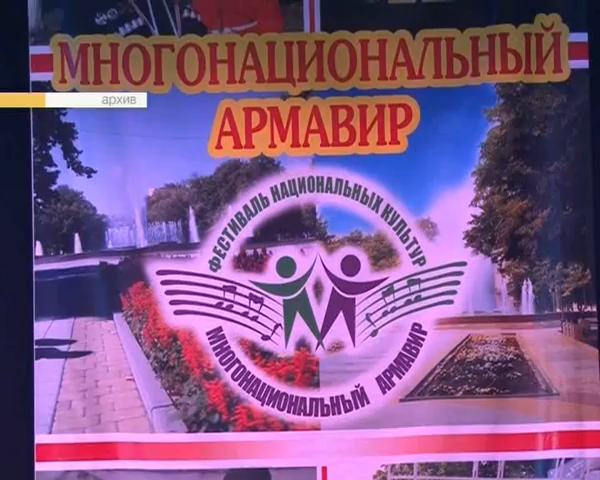 МНОГОНАЦИОНАЛЬНЫЙ
архив
АРМАВИР
ФЕСТИВАЛЬ НАЦИОНАЛЬНЫХ КУЛЬТУР
МНОГОНАЦИОНАЛЬНЫЙ АРМАВИР